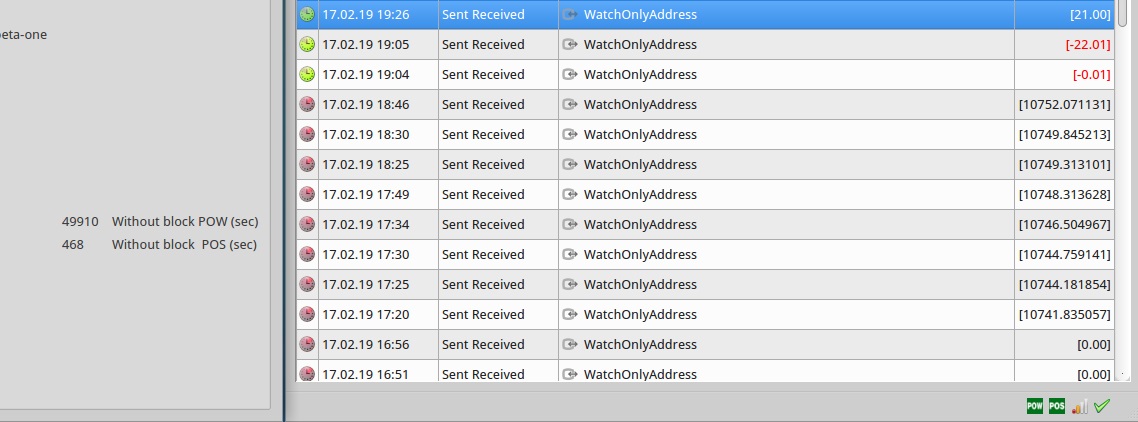 eta-one
49910 Without block POW (sec)
468 Without block POS (sec)
17.02.19 19:26 Sent Received WatchOnlyAddress [21.00]
17.02.19 19:05 Sent Received WatchOnlyAddress [-22.01]
17.02.19 19:04 Sent Received WatchOnlyAddress [-0.01]
17.02.19 18:46 Sent Received WatchOnlyAddress [10752.071131]
17.02.19 18:30 Sent Received WatchOnlyAddress [10749.845213]
17.02.19 18:25 Sent Received WatchOnlyAddress [10749.313101]
17.02.19 17:49 Sent Received WatchOnlyAddress [10748.313628]
17.02.19 17:34 Sent Received WatchOnlyAddress [10746.504967]
17.02.19 17:30 Sent Received WatchOnlyAddress [10744.759141]
17.02.19 17:25 Sent Received WatchOnlyAddress [10744.181854]
17.02.19 17:20 Sent Received WatchOnlyAddress [10741.835057]
17.02.19 16:56 Sent Received WatchOnlyAddress [0.00]
17.02.19 16:51 Sent Received WatchOnlyAddress [0.00]
POW POS